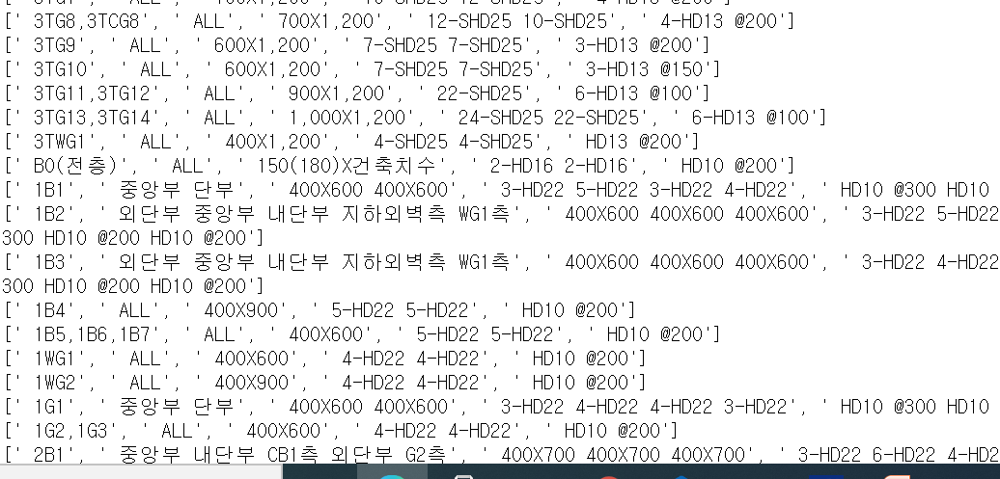 [' 3TG8,3TCG8', ' ALL', ' 700X1,200', ' 12-SHD25 10-SHD25', ' 4-HD13 @200']
[' 3TG9', ' ALL', ' 600X1,200', ' 7-SHD25 7-SHD25', ' 3-HD13 @200']
[' 3TG10', ' ALL', ' 600X1,200', ' 7-SHD25 7-SHD25', ' 3-HD13 @150']
[' 3TG11,3TG12', ' ALL', ' 900X1,200', ' 22-SHD25', ' 6-HD13 @100']
[' 3TG13,3TG14', ' ALL', ' 1,000X1,200', ' 24-SHD25 22-SHD25', ' 6-HD13 @100']
[' 3TWG1', ' ALL', ' 400X1,200', ' 4-SHD25 4-SHD25', ' HD13 @200']
[' B0(전층)', ' ALL', ' 150(180)X건축치수', ' 2-HD16 2-HD16', ' HD10 @200']
[' 1B1', ' 중앙부 단부', ' 400X600 400X600', ' 3-HD22 5-HD22 3-HD22 4-HD22', ' HD10 @300 HD10
[' 1B2', ' 외단부 중앙부 내단부 지하외벽측 WG1측', ' 400X600 400X600 400X600', ' 3-HD22 5-HD22
300 HD10 @200 HD10 @200']
[' 1B3', ' 외단부 중앙부 내단부 지하외벽측 WG1측', ' 400X600 400X600 400X600', ' 3-HD22 4-HD22
300 HD10 @200 HD10 @200']
[' 1B4', ' ALL', ' 400X900', ' 5-HD22 5-HD22', ' HD10 @200']
[' 1B5,1B6,1B7', ' ALL', ' 400X600', ' 5-HD22 5-HD22', ' HD10 @200']
[' 1WG1', ' ALL', ' 400X600', ' 4-HD22 4-HD22', ' HD10 @200']
[' 1WG2', ' ALL', ' 400X900', ' 4-HD22 4-HD22', ' HD10 @200']
[' 1G1', ' 중앙부 단부', ' 400X600 400X600', ' 3-HD22 4-HD22 4-HD22 3-HD22', ' HD10 @300 HD10
[' 1G2,1G3', ' ALL', ' 400X600', ' 4-HD22 4-HD22', ' HD10 @200']
[' 2B1', ' 중앙부 내단부 CB1측 외단부 G2측', ' 400X700 400X700 400X700', ' 3-HD22 6-HD22 4-HD2